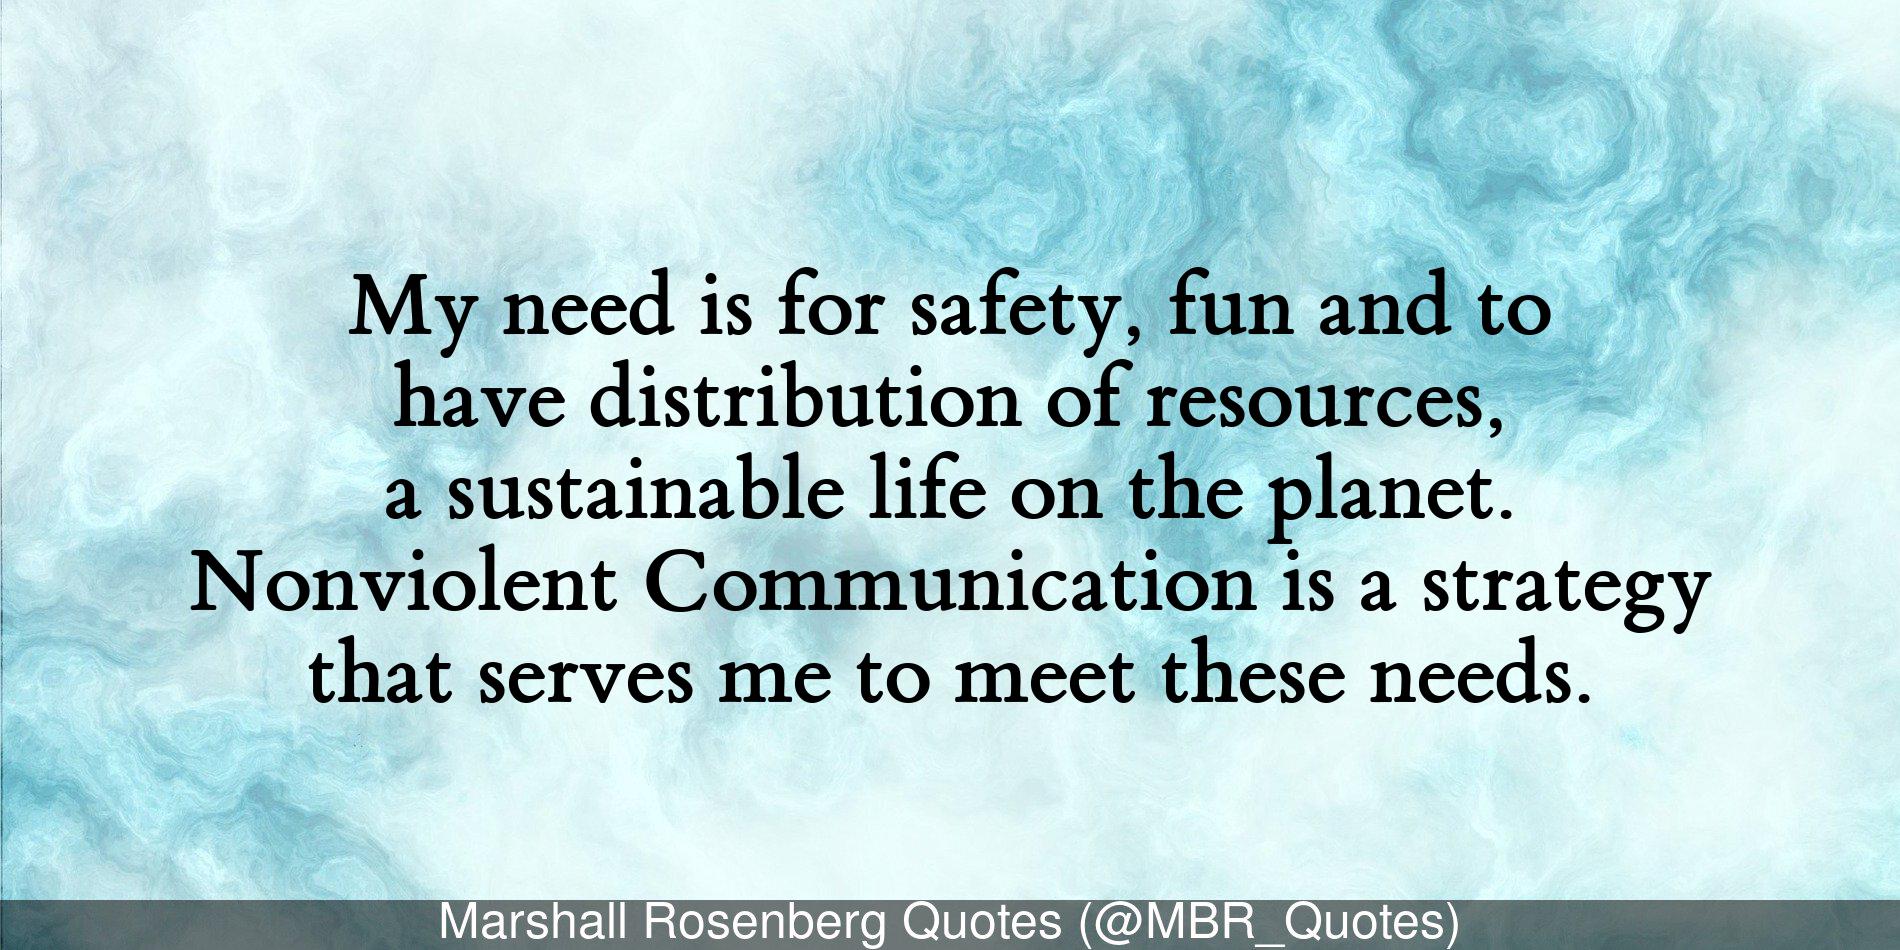 My need is for safety, fun and to
have distribution of resources,
a sustainable life on the planet.
Nonviolent Communication is a strategy
that serves me to meet these needs.
Marshall Rosenberg Quotes (@MBR_Quotes)